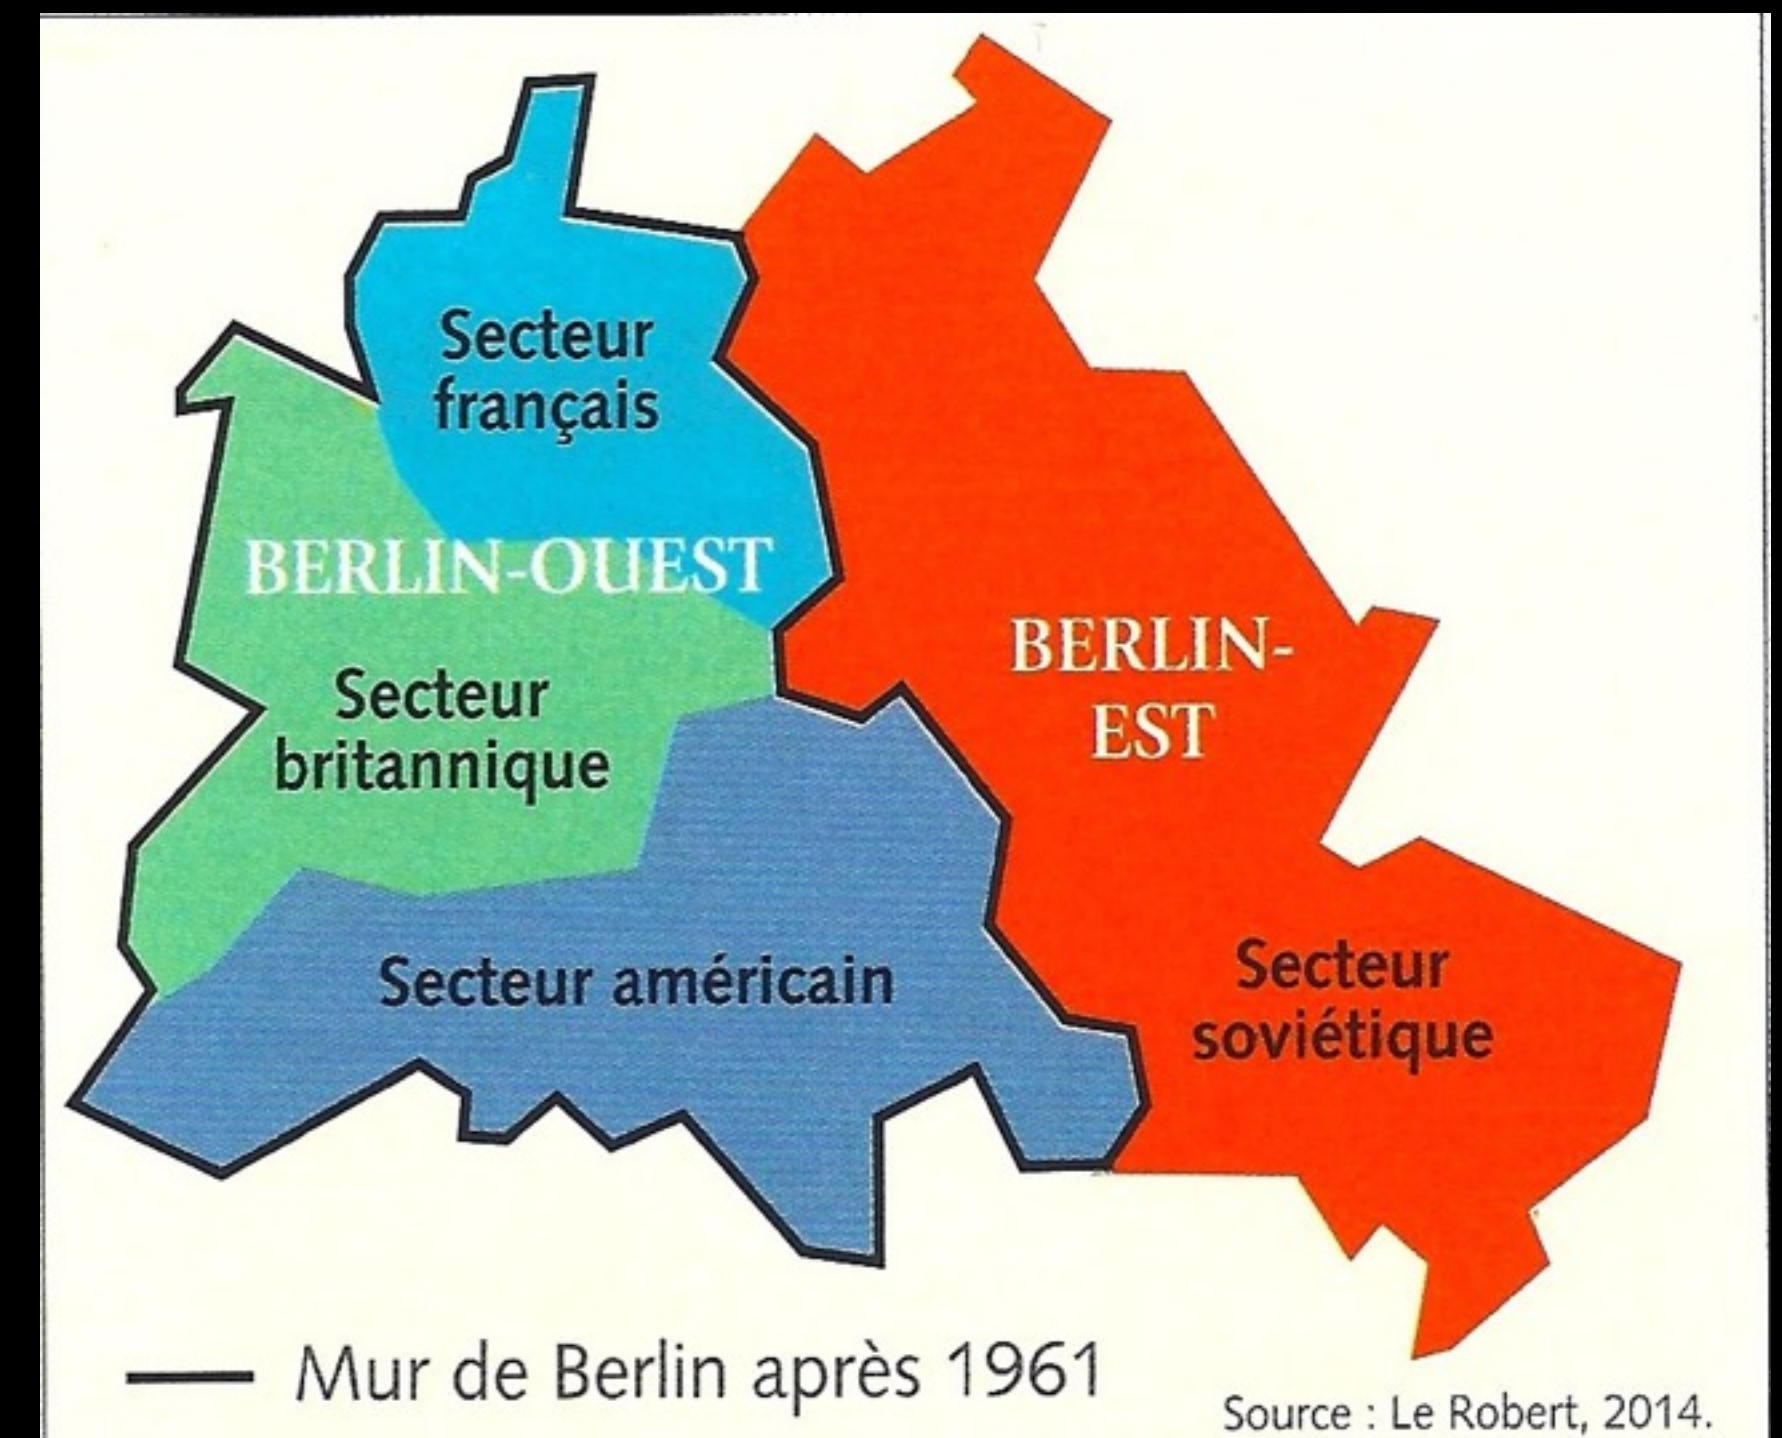 Secteur
français
BERLIN-OUEST
Secteur
britannique
Secteur américain
BERLIN-
EST
Secteur
soviétique
Mur de Berlin après 1961
Source : Le Robert, 2014.